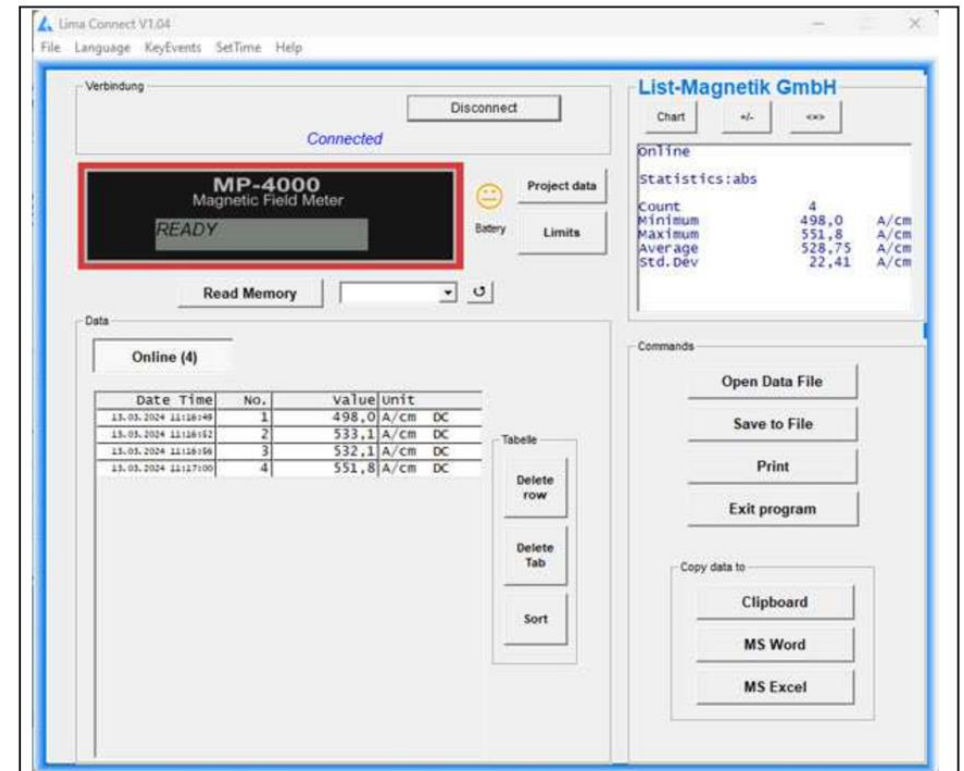 Lima Connect V1.04
File Language KeyEvents SetTime Help
Verbindung
Disconnect
Connected
MP-4000
Magnetic Field Meter
READY
Battery
Project data
Limits
Read Memory
Data
Online (4)
Date Time No. Value Unit
13.03.2024 11:16:48 1 498,0 A/cm DC
13.03.2024 11:16:52 2 533,1 A/cm DC
13.03.2024 11:16:56 3 532,1 A/cm DC
13.03.2024 11:17:00 4 551,8 A/cm DC
Tabelle
Delete
row
Delete
Tab
Sort
List-Magnetik GmbH
Chart +/- <=>
Online
Statistics:abs
Count 4
Minimum 498,0 A/cm
Maximum 551,8 A/cm
Average 528,75 A/cm
Std.Dev 22,41 A/cm
Commands
Open Data File
Save to File
Print
Exit program
Copy data to
Clipboard
MS Word
MS Excel